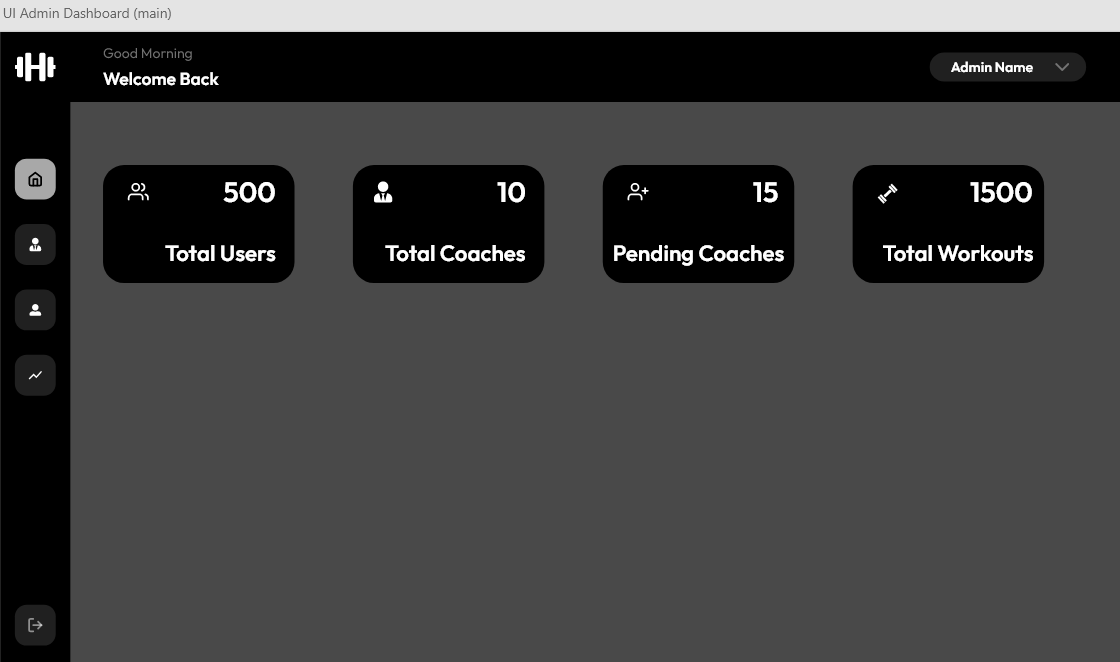 UI Admin Dashboard (main)
Good Morning
Welcome Back
Admin Name
500
Total Users
10
Total Coaches
15
Pending Coaches
1500
Total Workouts